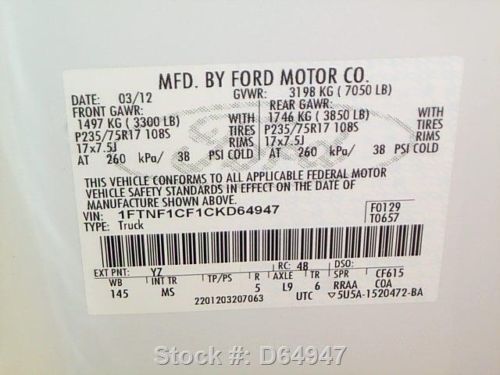 MFD. BY FORD MOTOR CO.
DATE: 03/12 GVWR: 3198 KG ( 7050 LB)
FRONT GAWR: REAR GAWR:
1497 KG ( 3300 LB) WITH 1746 KG ( 3850 LB) WITH
P235/75R17 108S TIRES P235/75R17 108S TIRES
17x7.5J RIMS 17x7.5J RIMS
AT 260 kPa/ 38 PSI COLD AT 260 kPa/ 38 PSI COLD
THIS VEHICLE CONFORMS TO ALL APPLICABLE FEDERAL MOTOR
VEHICLE SAFETY STANDARDS IN EFFECT ON THE DATE OF
MANUFACTURE SHOWN ABOVE.
VIN: 1FTNF1CF1CKD64947 F0129
TYPE: Truck T0657
EXT PNT: YZ RC: 48 DSO:
WB INT TR TP/PS R AXLE TR SPR CF615
145 MS 5 L9 6 RRAA COA
2201203207063 UTC ▽5U5A-1520472-BA
Ford
Stock #: D64947